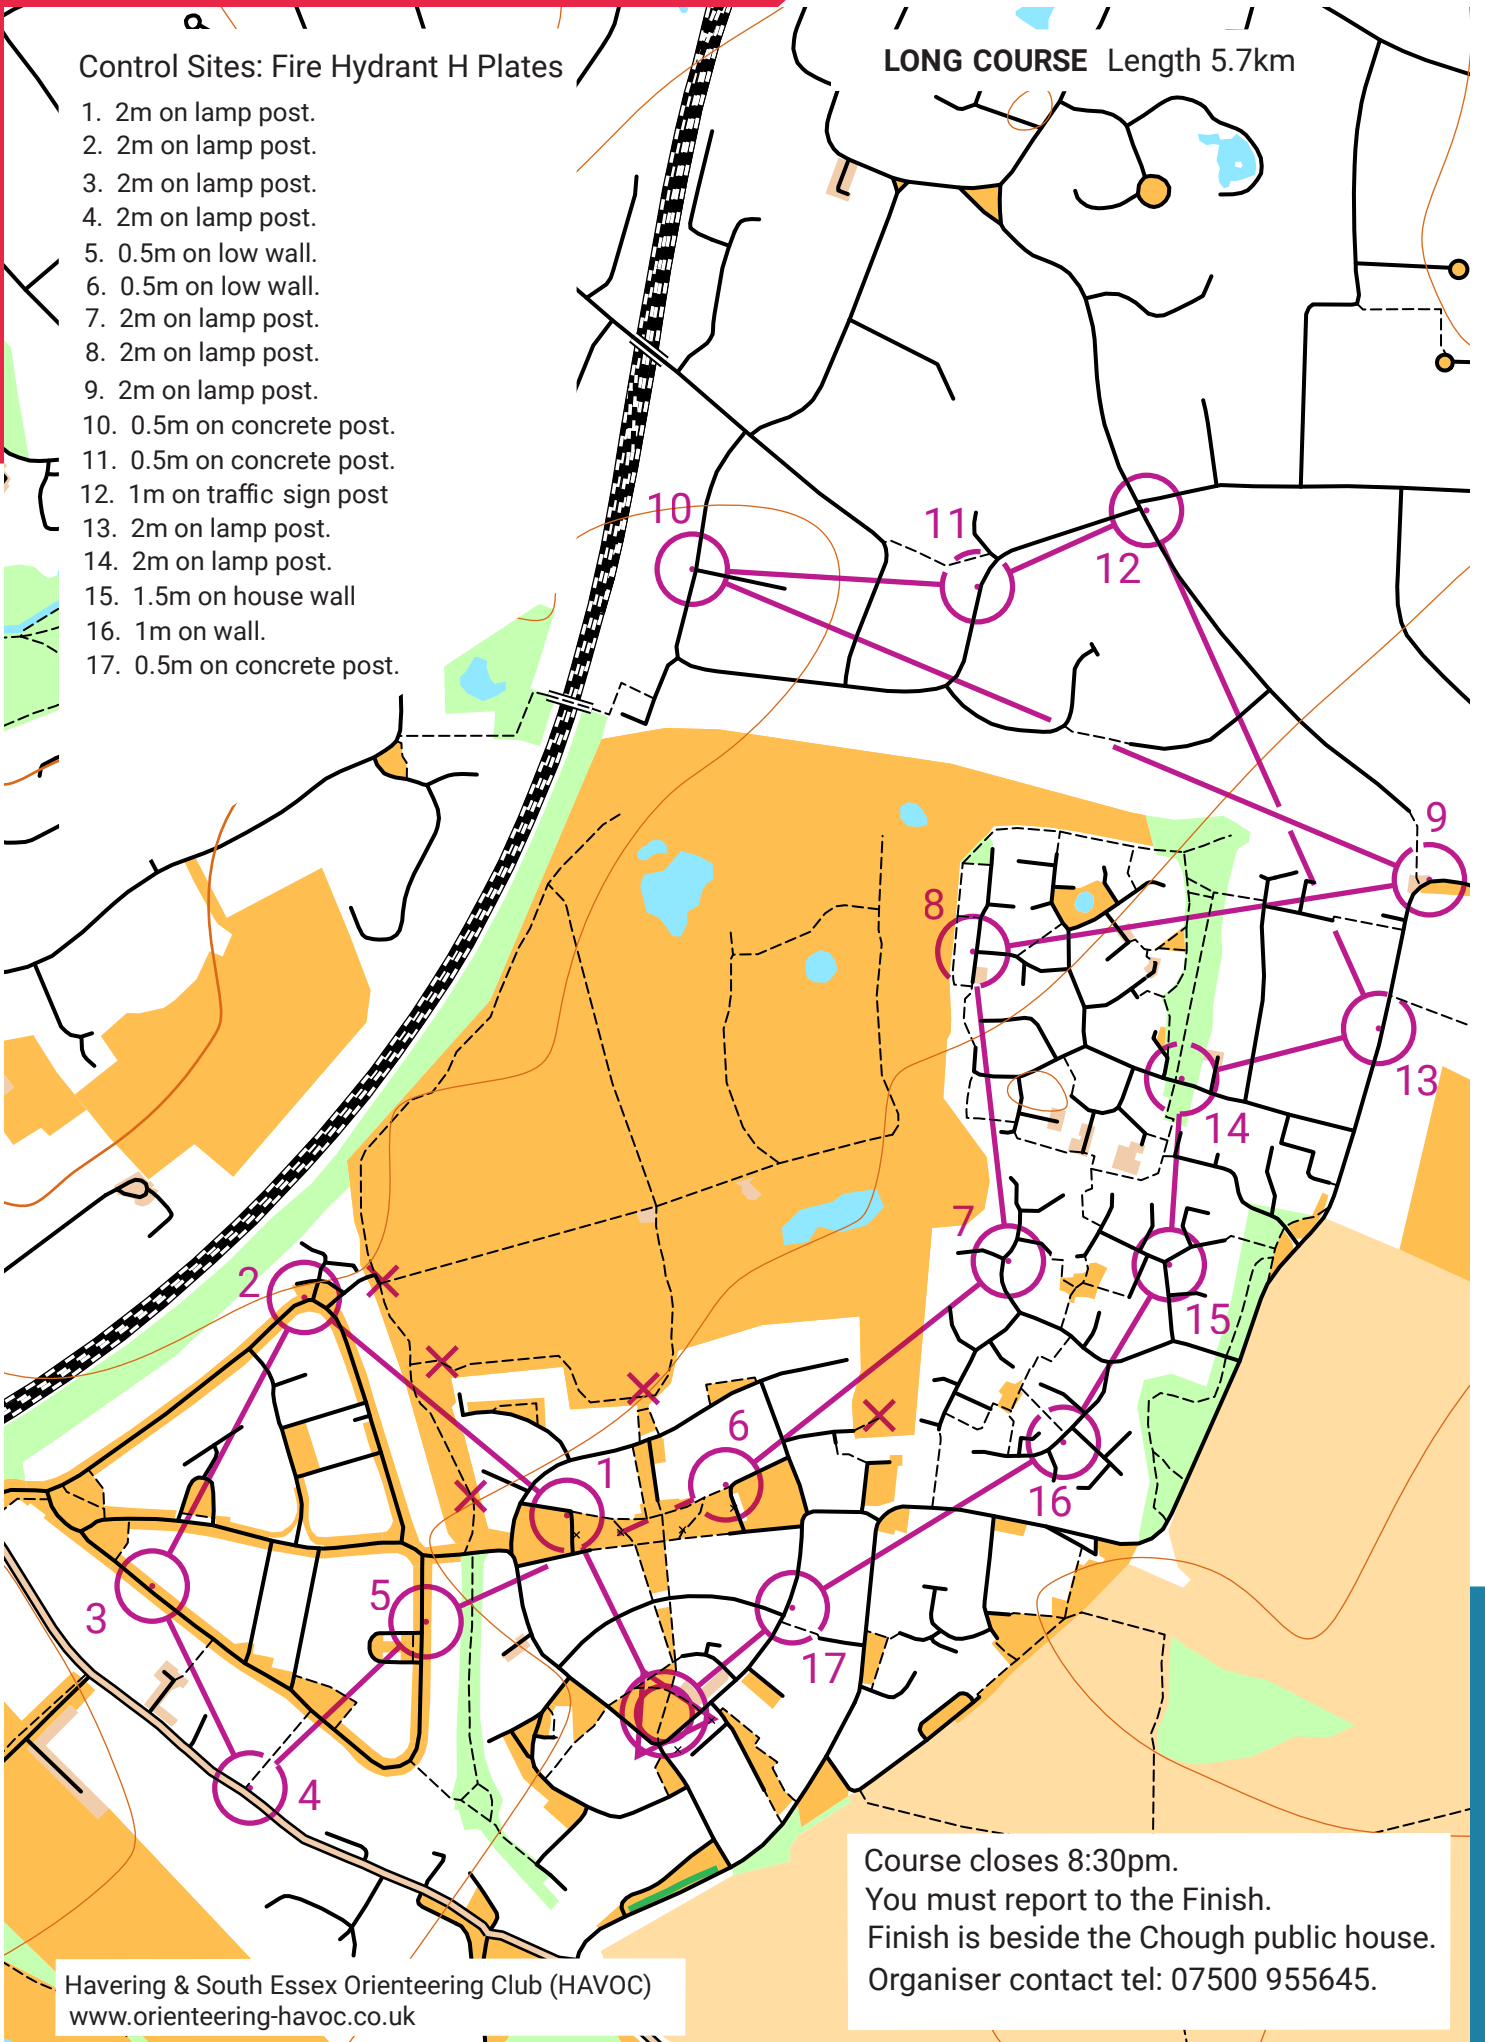 Control Sites: Fire Hydrant H Plates
1. 2m on lamp post.
2. 2m on lamp post.
3. 2m on lamp post.
4. 2m on lamp post.
5. 0.5m on low wall.
6. 0.5m on low wall.
7. 2m on lamp post.
8. 2m on lamp post.
9. 2m on lamp post.
10. 0.5m on concrete post.
11. 0.5m on concrete post.
12. 1m on traffic sign post
13. 2m on lamp post.
14. 2m on lamp post.
15. 1.5m on house wall
16. 1m on wall.
17. 0.5m on concrete post.
LONG COURSE Length 5.7km
10
11
12
9
8
13
14
7
2
15
6
1
16
5
3
17
4
Course closes 8:30pm.
You must report to the Finish.
Finish is beside the Chough public house.
Organiser contact tel: 07500 955645.
Havering & South Essex Orienteering Club (HAVOC)
www.orienteering-havoc.co.uk